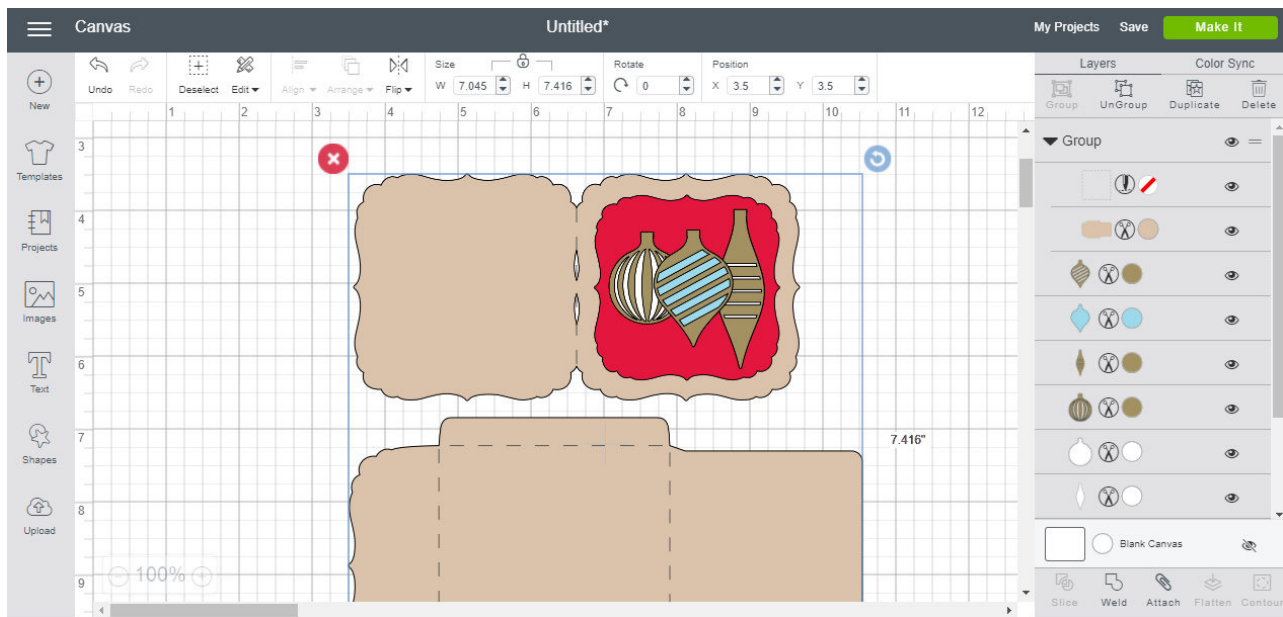 Canvas
Untitled*
My Projects Save Make It
Size Rotate Position
W 7.045 H 7.416 0 X 3.5 Y 3.5
Undo Redo Deselect Edit Align Arrange Flip
Layers Color Sync
Group UnGroup Duplicate Delete
New
Templates
Projects
Images
Text
Shapes
Upload
1 2 3 4 5 6 7 8 9 10 11 12
3
4
5
6
7
8
9
7.416"
100%
Group
Blank Canvas
Slice Weld Attach Flatten Contour